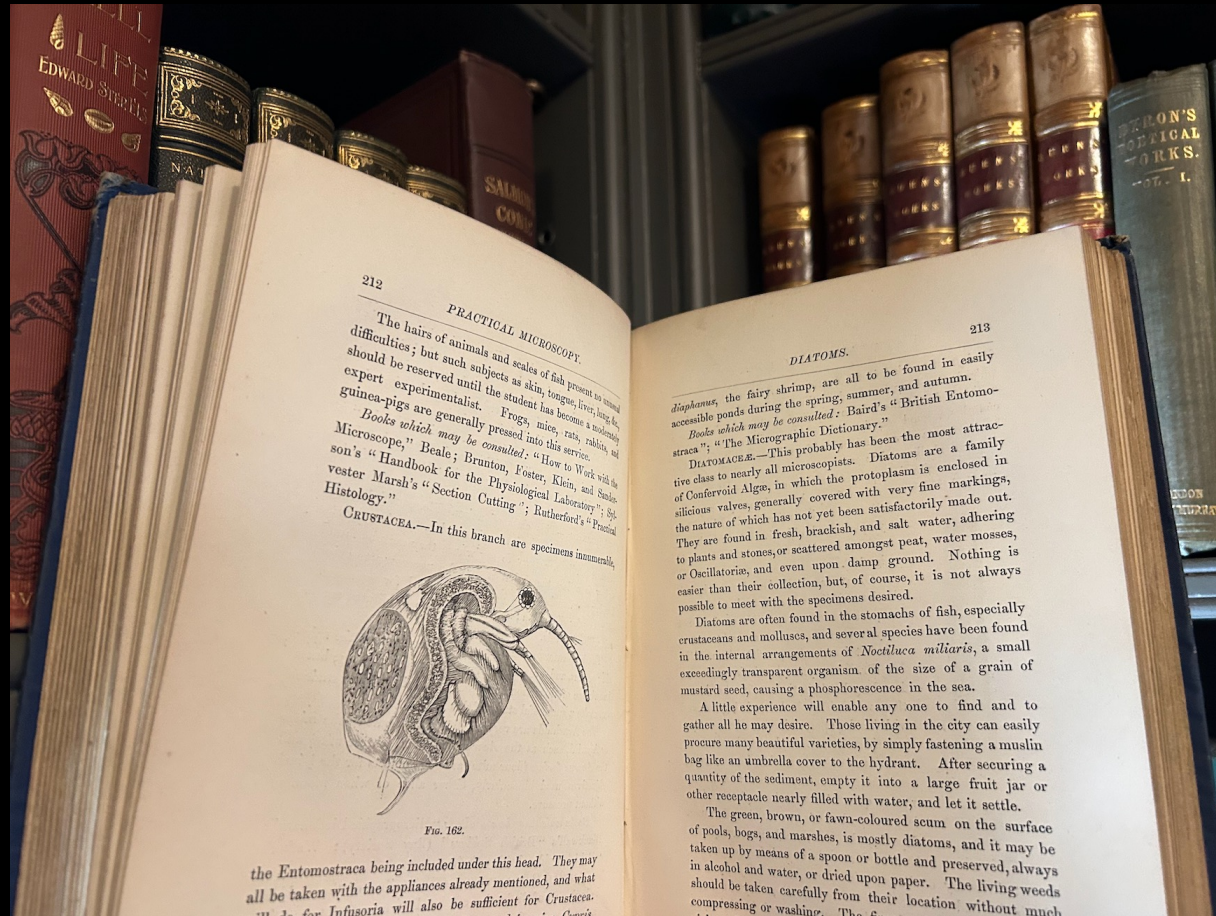 LIFE
EDWARD STEP, F.L.S.
NAT
SALMON
COND
BURNS
WORKS
BURNS
WORKS
BURNS
WORKS
BYRON'S
POETICAL
WORKS.
VOL. I.
MURRAY
212
PRACTICAL MICROSCOPY.
The hairs of animals and scales of fish present no unusual
difficulties; but such subjects as skin, tongue, liver, lung, &c.,
should be reserved until the student has become a moderately
expert experimentalist. Frogs, mice, rats, rabbits, and
guinea-pigs are generally pressed into this service.
Books which may be consulted: "How to Work with the
Microscope," Beale; Brunton, Foster, Klein, and Sander-
son's "Handbook for the Physiological Laboratory"; Syl-
vester Marsh's "Section Cutting"; Rutherford's "Practical
Histology."
CRUSTACEA.—In this branch are specimens innumerable,
FIG. 162.
the Entomostraca being included under this head. They may
all be taken with the appliances already mentioned, and what
will do for Infusoria will also be sufficient for Crustacea.
Cypris
213
DIATOMS.
diaphanus, the fairy shrimp, are all to be found in easily
accessible ponds during the spring, summer, and autumn.
Books which may be consulted: Baird's "British Entomo-
straca"; "The Micrographic Dictionary."
DIATOMACEÆ.—This probably has been the most attrac-
tive class to nearly all microscopists. Diatoms are a family
of Confervoid Algæ, in which the protoplasm is enclosed in
silicious valves, generally covered with very fine markings,
the nature of which has not yet been satisfactorily made out.
They are found in fresh, brackish, and salt water, adhering
to plants and stones, or scattered amongst peat, water mosses,
or Oscillatoriæ, and even upon damp ground. Nothing is
easier than their collection, but, of course, it is not always
possible to meet with the specimens desired.
Diatoms are often found in the stomachs of fish, especially
crustaceans and molluscs, and several species have been found
in the internal arrangements of Noctiluca miliaris, a small
exceedingly transparent organism of the size of a grain of
mustard seed, causing a phosphorescence in the sea.
A little experience will enable any one to find and to
gather all he may desire. Those living in the city can easily
procure many beautiful varieties, by simply fastening a muslin
bag like an umbrella cover to the hydrant. After securing a
quantity of the sediment, empty it into a large fruit jar or
other receptacle nearly filled with water, and let it settle.
The green, brown, or fawn-coloured scum on the surface
of pools, bogs, and marshes, is mostly diatoms, and it may be
taken up by means of a spoon or bottle and preserved, always
in alcohol and water, or dried upon paper. The living weeds
should be taken carefully from their location without much
compressing or washing. The